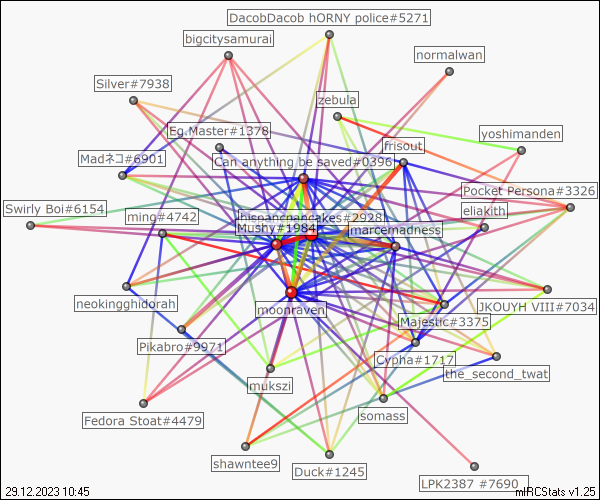 DacobDacob hORNY police#5271
bigcitysamurai
normalwan
Silver#7938
zebula
Eg.Master#1378
yoshimanden
frisout
Madネコ#6901
Can anything be saved#0396
Pocket Persona#3326
Swirly Boi#6154
ming#4742
hispancpancakes#2928
eliakith
Mushy#1984
marcemadness
neokingghidorah
moonraven
JKOUYH VIII#7034
Majestic#3375
Pikabro#9971
Cypha#1717
the_second_twat
mukszi
Fedora Stoat#4479
somass
shawntee9
Duck#1245
LPK2387 #7690
29.12.2023 10:45
mIRCStats v1.25